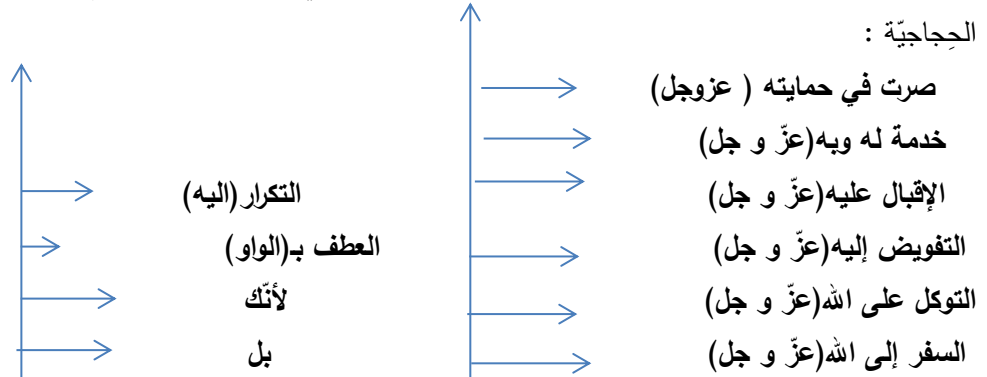 الحِجاجيّة :
صرت في حمايته ( عزوجل)
خدمة له وبه(عزّ و جل)
الإقبال عليه(عزّ و جل)
التفويض إليه(عزّ و جل)
التوكل على الله(عزّ و جل)
السفر إلى الله(عزّ و جل)
التكرار(اليه)
العطف بـ(الواو)
لأنّك
بل